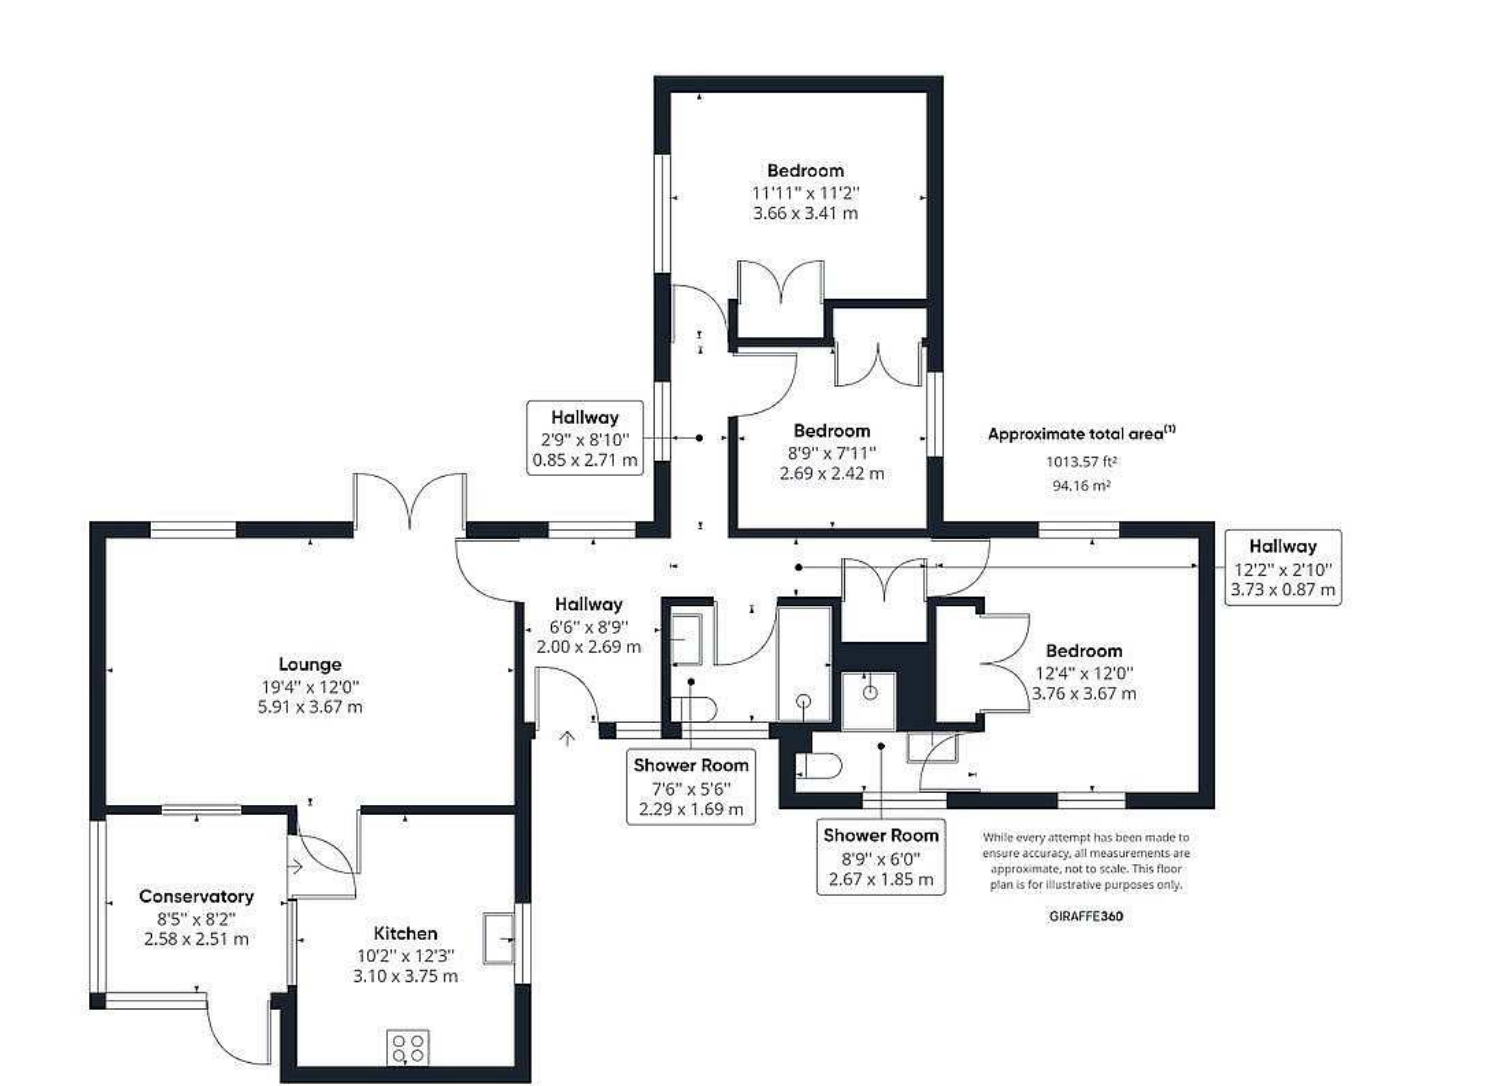 Bedroom
11'11" x 11'2"
3.66 x 3.41 m
Hallway
2'9" x 8'10"
0.85 x 2.71 m
Bedroom
8'9" x 7'11"
2.69 x 2.42 m
Approximate total area(1)
1013.57 ft²
94.16 m²
Hallway
12'2" x 2'10"
3.73 x 0.87 m
Hallway
6'6" x 8'9"
2.00 x 2.69 m
Lounge
19'4" x 12'0"
5.91 x 3.67 m
Bedroom
12'4" x 12'0"
3.76 x 3.67 m
Shower Room
7'6" x 5'6"
2.29 x 1.69 m
Shower Room
8'9" x 6'0"
2.67 x 1.85 m
While every attempt has been made to
ensure accuracy, all measurements are
approximate, not to scale. This floor
plan is for illustrative purposes only.
GIRAFFE360
Conservatory
8'5" x 8'2"
2.58 x 2.51 m
Kitchen
10'2" x 12'3"
3.10 x 3.75 m